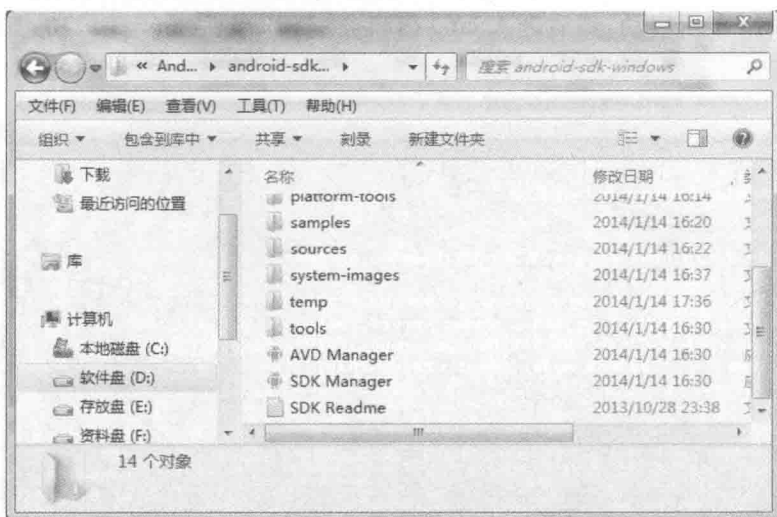 « And... ▸ android-sdk... ▸ 搜索 android-sdk-windows
文件(F) 编辑(E) 查看(V) 工具(T) 帮助(H)
组织 ▼ 包含到库中 ▼ 共享 ▼ 刻录 新建文件夹
下载
最近访问的位置
库
计算机
本地磁盘 (C:)
软件盘 (D:)
存放盘 (E:)
资料盘 (F:)
名称 修改日期
platform-tools 2014/1/14 16:14
samples 2014/1/14 16:20
sources 2014/1/14 16:22
system-images 2014/1/14 16:37
temp 2014/1/14 17:36
tools 2014/1/14 16:30
AVD Manager 2014/1/14 16:30
SDK Manager 2014/1/14 16:30
SDK Readme 2013/10/28 23:38
14 个对象